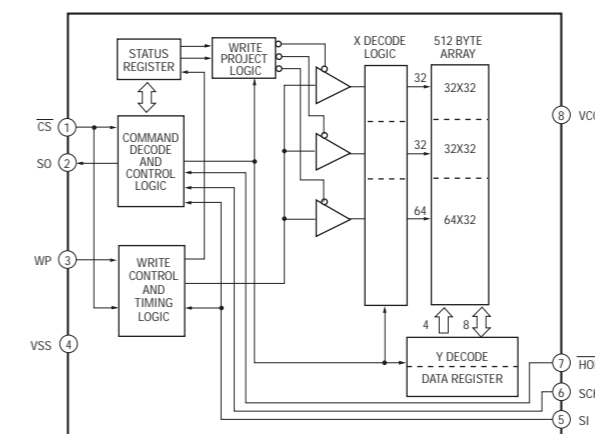 STATUS
REGISTER
WRITE
PROJECT
LOGIC
X DECODE
LOGIC
512 BYTE
ARRAY
32
32X32
CS 1
COMMAND
DECODE
AND
CONTROL
LOGIC
SO 2
8
32
32X32
64
64X32
WP 3
WRITE
CONTROL
AND
TIMING
LOGIC
VSS 4
4 8
Y DECODE
DATA REGISTER
7
6
5 SI